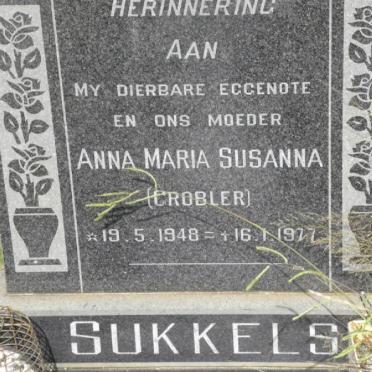 HERINNERING
AAN
MY DIERBARE EGGENOTE
EN ONS MOEDER
ANNA MARIA SUSANNA
(GROBLER)
* 19.5.1948 = + 16.1.1977
SUKKELS